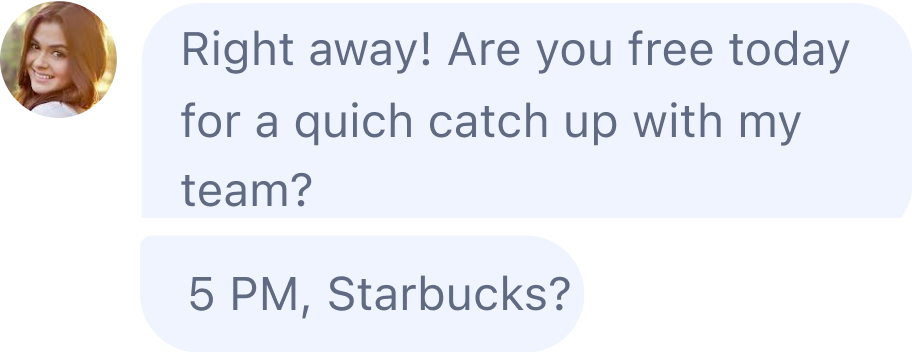 Right away! Are you free today
for a quich catch up with my
team?
5 PM, Starbucks?